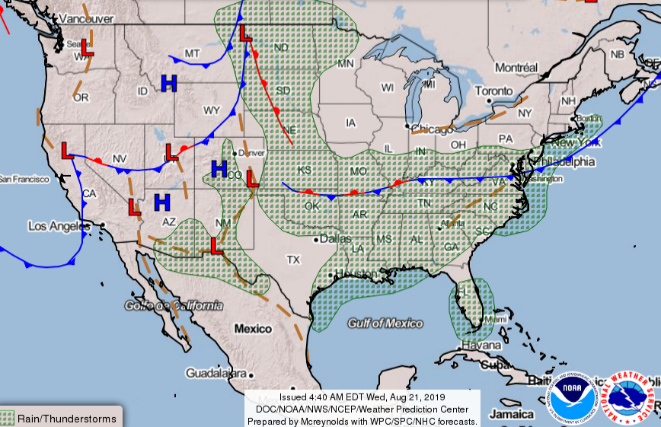 Vancouver
Seattle
WA
L
L
MT
ND
MN
Montréal
NB
H
OR
ID
WY
SD
WI
MI
Toronto
NH
NY
Boston
IA
Chicago
NE
IL
IN
OH
PA
New York
Philadelphia
L
NV
L
Denver
H
CO
L
KS
MO
KY
VA
Washington
San Francisco
CA
L
H
AZ
NM
OK
AR
TN
NC
Los Angeles
L
Dallas
TX
LA
MS
AL
Atlanta
GA
SC
Houston
FL
Miami
Golfo de California
Mexico
Gulf of Mexico
Havana
Cuba
Guadalajara
Jamaica
NOAA
NATIONAL WEATHER SERVICE
Rain/Thunderstorms
Issued 4:40 AM EDT Wed, Aug 21, 2019
DOC/NOAA/NWS/NCEP/Weather Prediction Center
Prepared by Mcreynolds with WPC/SPC/NHC forecasts.